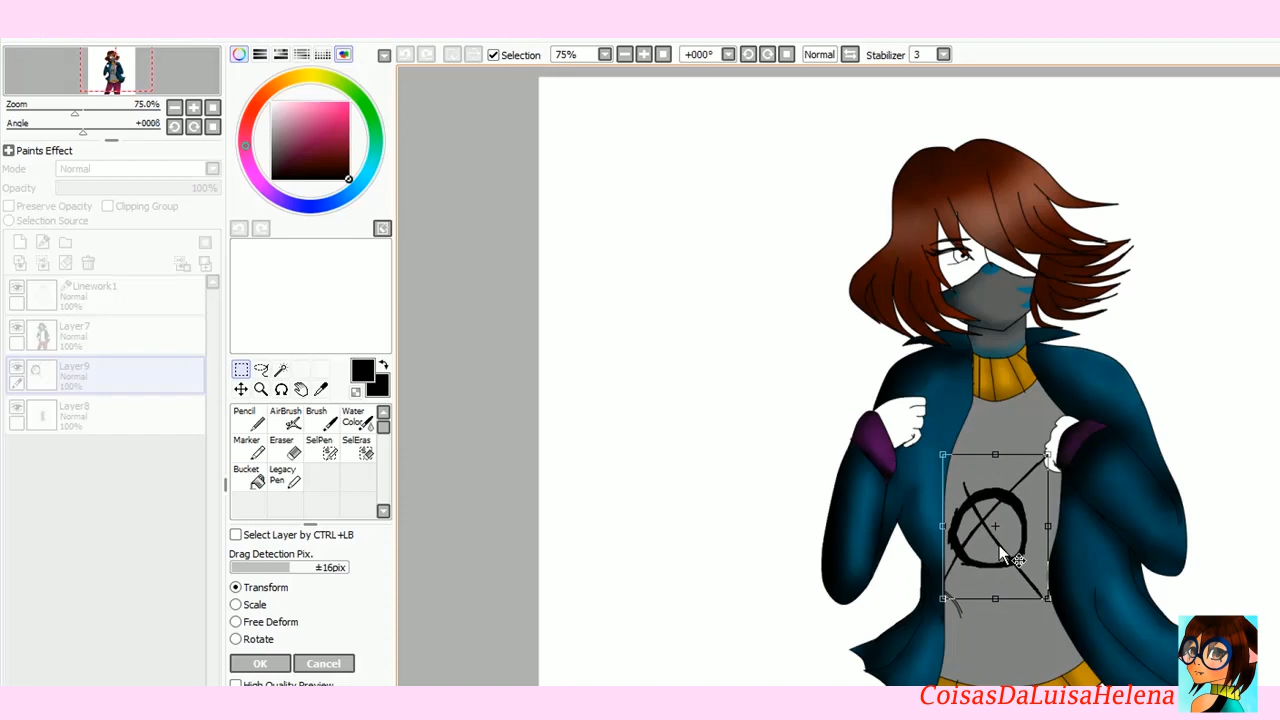 Selection 75% +000° Normal Stabilizer 3
Zoom 75.0%
Angle +000ß
Paints Effect
Mode Normal
Opacity 100%
Preserve Opacity Clipping Group
Selection Source
Linework1
Normal
100%
Layer7
Normal
100%
Layer9
Normal
100%
Layer8
Normal
100%
Pencil AirBrush Brush Water Color
Marker Eraser SelPen SelEras
Bucket Legacy Pen
Select Layer by CTRL+LB
Drag Detection Pix.
±16pix
Transform
Scale
Free Deform
Rotate
OK Cancel
High Quality Preview
CoisasDaLuisaHelena